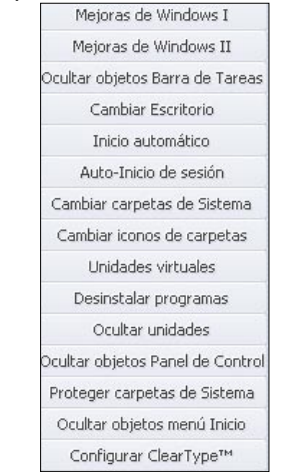 Mejoras de Windows I
Mejoras de Windows II
Ocultar objetos Barra de Tareas
Cambiar Escritorio
Inicio automático
Auto-Inicio de sesión
Cambiar carpetas de Sistema
Cambiar iconos de carpetas
Unidades virtuales
Desinstalar programas
Ocultar unidades
Ocultar objetos Panel de Control
Proteger carpetas de Sistema
Ocultar objetos menú Inicio
Configurar ClearType™